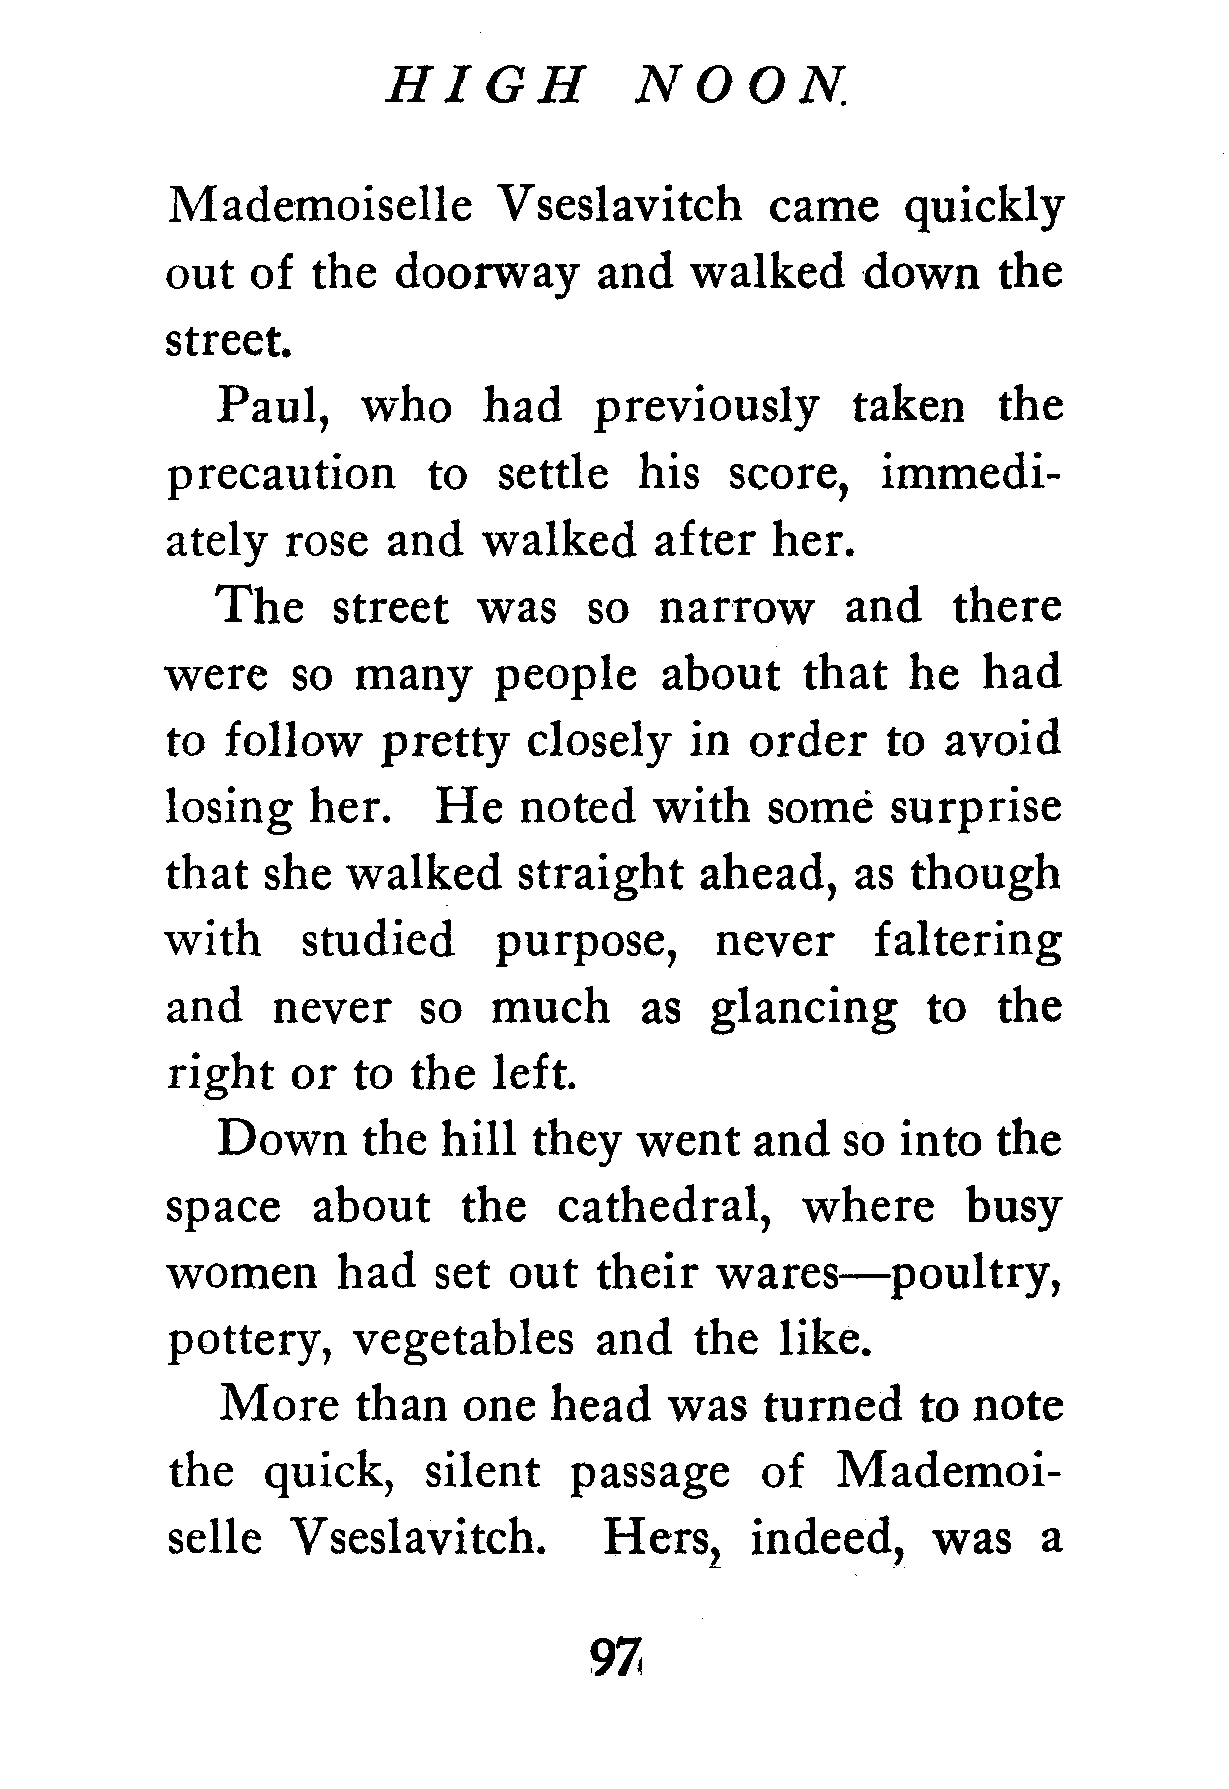 HIGH NOON.
Mademoiselle Vseslavitch came quickly
out of the doorway and walked down the
street.
Paul, who had previously taken the
precaution to settle his score, immedi-
ately rose and walked after her.
The street was so narrow and there
were so many people about that he had
to follow pretty closely in order to avoid
losing her. He noted with some surprise
that she walked straight ahead, as though
with studied purpose, never faltering
and never so much as glancing to the
right or to the left.
Down the hill they went and so into the
space about the cathedral, where busy
women had set out their wares—poultry,
pottery, vegetables and the like.
More than one head was turned to note
the quick, silent passage of Mademoi-
selle Vseslavitch. Hers, indeed, was a
97